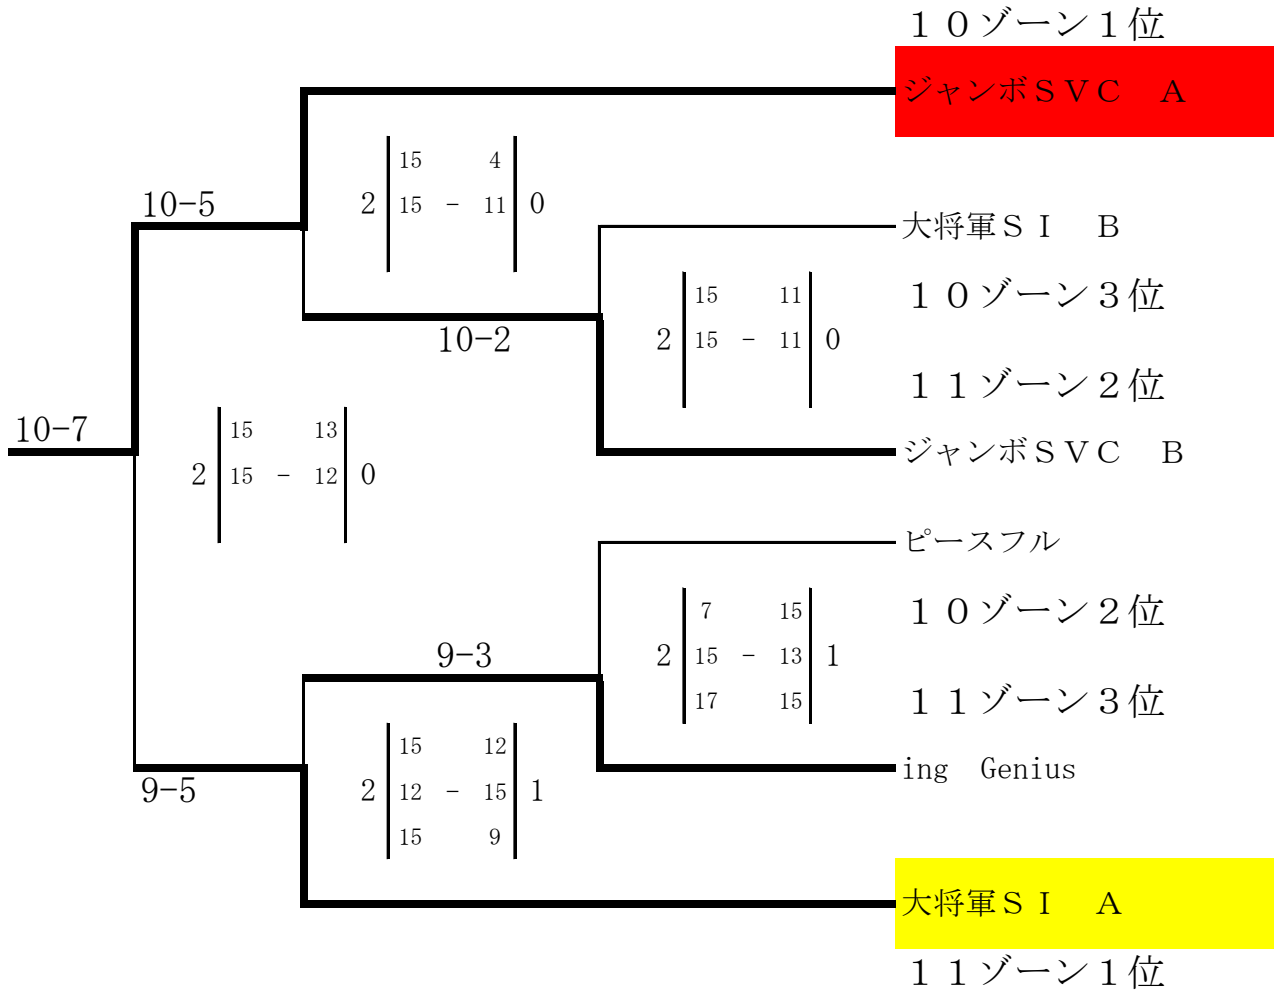 １０ゾーン１位
ジャンボＳＶＣ　Ａ
15 4
10-5
2 15 - 11 0
大将軍ＳＩ　Ｂ
15 11
１０ゾーン３位
10-2
2 15 - 11 0
１１ゾーン２位
10-7
15 13
ジャンボＳＶＣ　Ｂ
2 15 - 12 0
ピースフル
7 15
１０ゾーン２位
9-3
2 15 - 13 1
17 15
１１ゾーン３位
15 12
ing　Genius
9-5
2 12 - 15 1
15 9
大将軍ＳＩ　Ａ
１１ゾーン１位